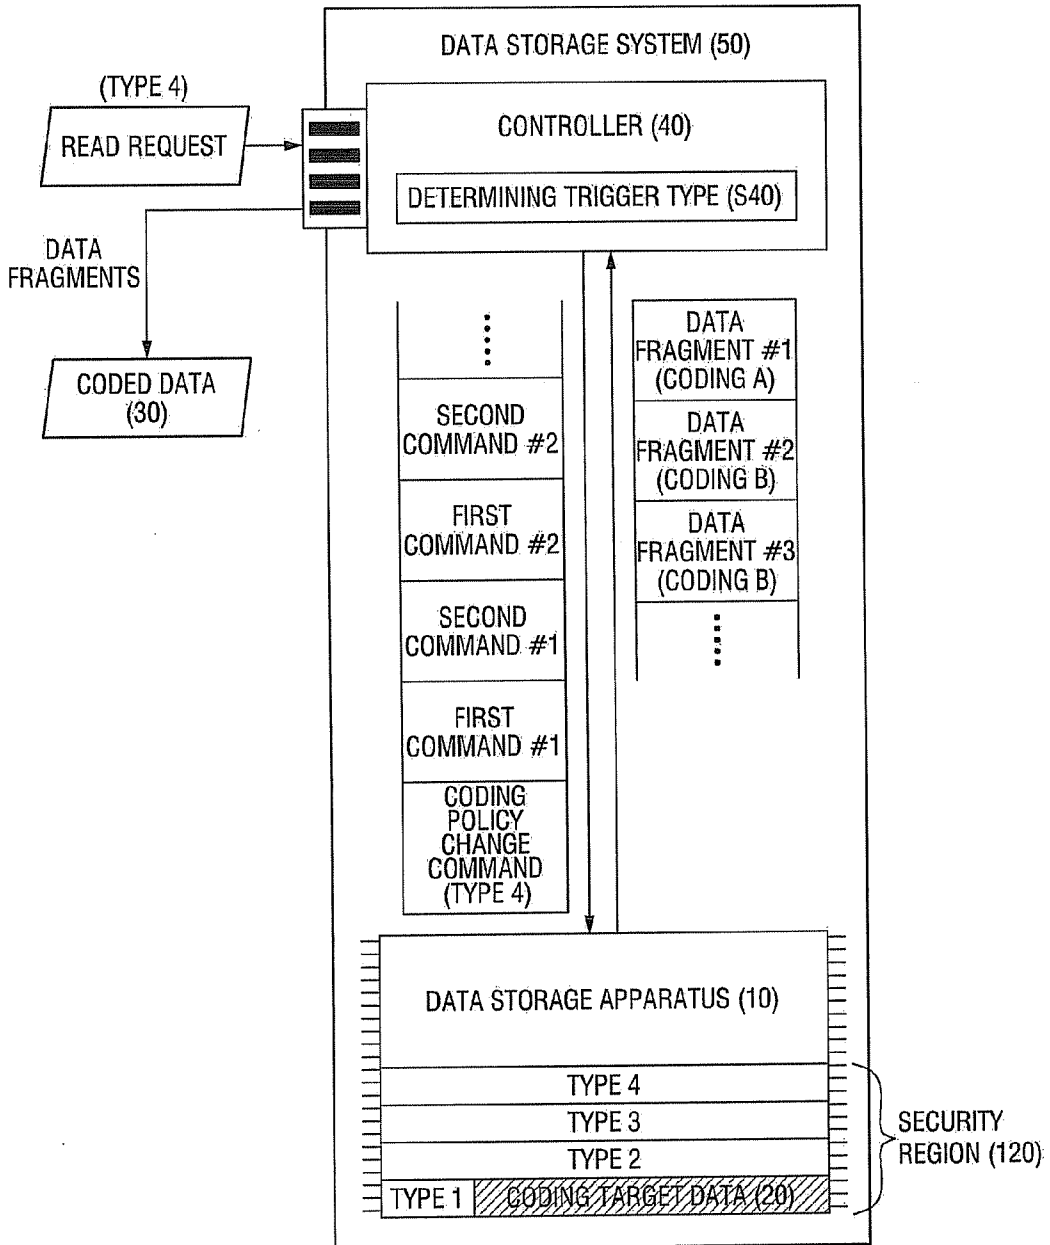 DATA STORAGE SYSTEM (50)
(TYPE 4)
READ REQUEST
CONTROLLER (40)
DETERMINING TRIGGER TYPE (S40)
DATA
FRAGMENTS
CODED DATA
(30)
SECOND
COMMAND #2
FIRST
COMMAND #2
SECOND
COMMAND #1
FIRST
COMMAND #1
CODING
POLICY
CHANGE
COMMAND
(TYPE 4)
DATA
FRAGMENT #1
(CODING A)
DATA
FRAGMENT #2
(CODING B)
DATA
FRAGMENT #3
(CODING B)
DATA STORAGE APPARATUS (10)
TYPE 4
TYPE 3
TYPE 2
TYPE 1
CODING TARGET DATA (20)
SECURITY
REGION (120)